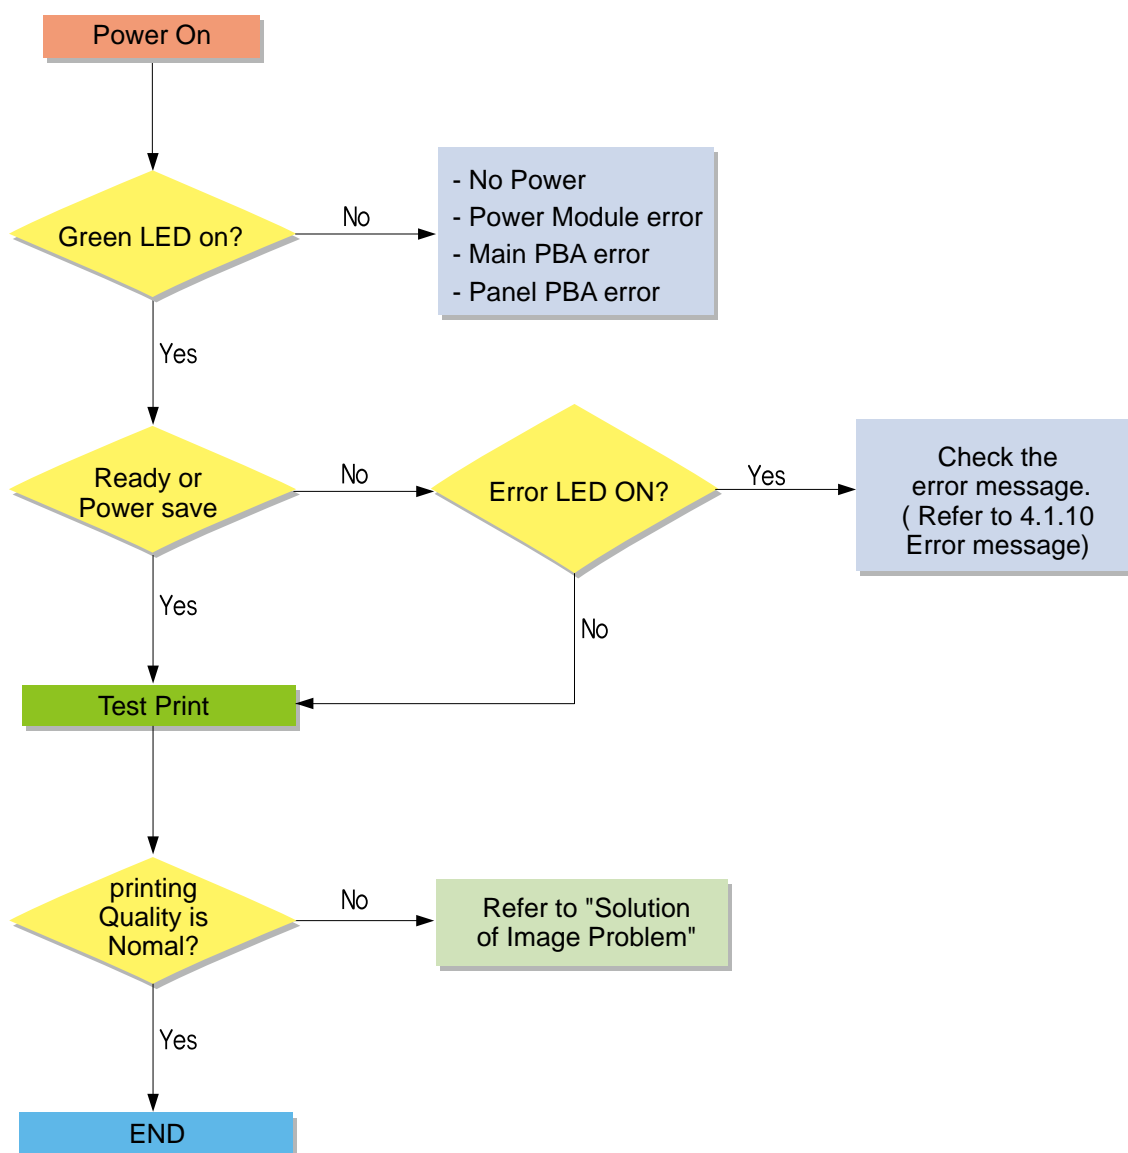 Power On
Green LED on?
No
- No Power
- Power Module error
- Main PBA error
- Panel PBA error
Yes
Ready or
Power save
No
Error LED ON?
Yes
Check the
error message.
( Refer to 4.1.10
Error message)
Yes
No
Test Print
printing
Quality is
Nomal?
No
Refer to "Solution
of Image Problem"
Yes
END